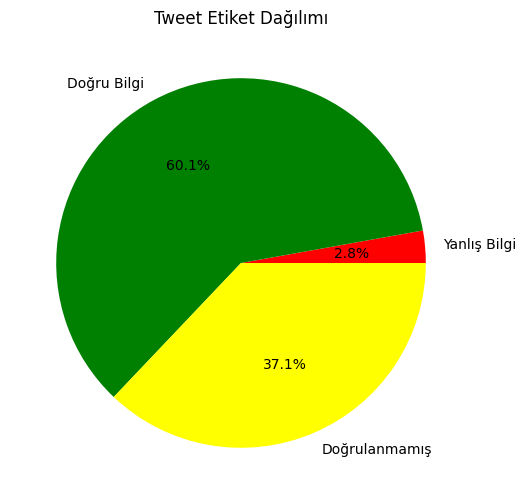 Tweet Etiket Dağılımı
Doğru Bilgi
60.1%
Yanlış Bilgi
2.8%
37.1%
Doğrulanmamış